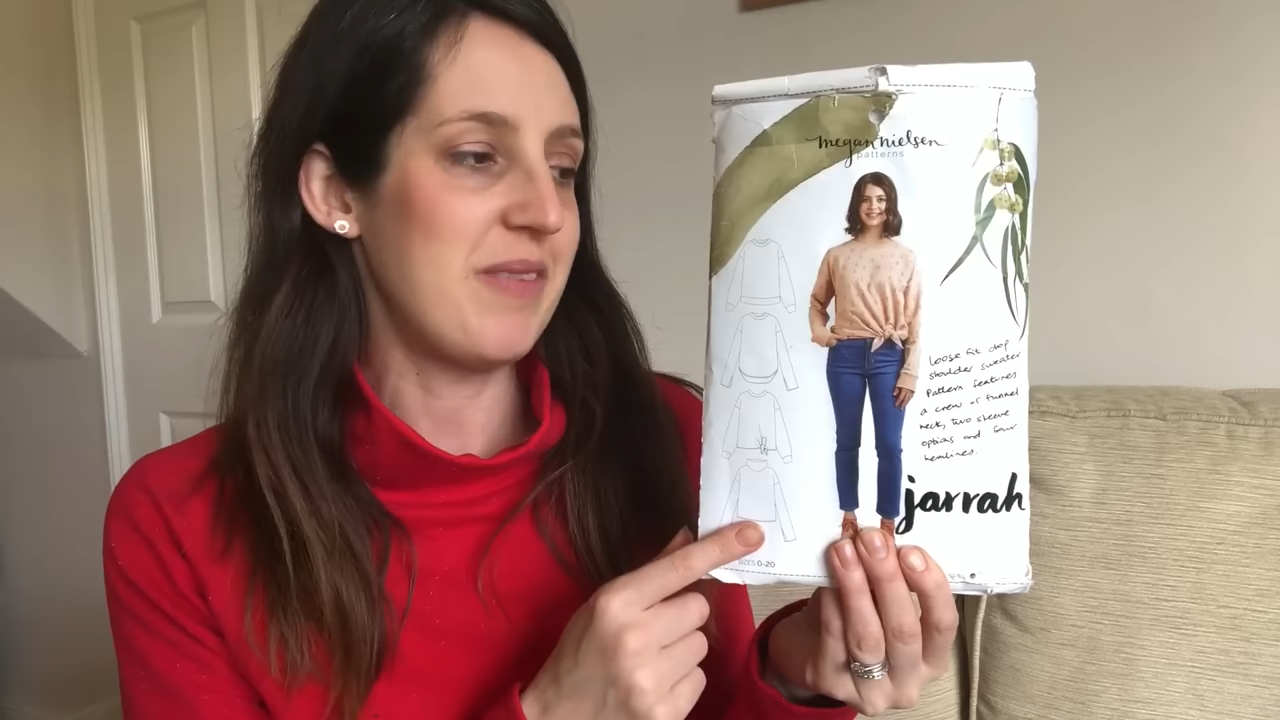 megan nielsen
patterns
loose fit drop
shoulder sweater
Pattern features
a crew or funnel
neck, two sleeve
options and four
hemlines.
jarrah
SIZES 0-20